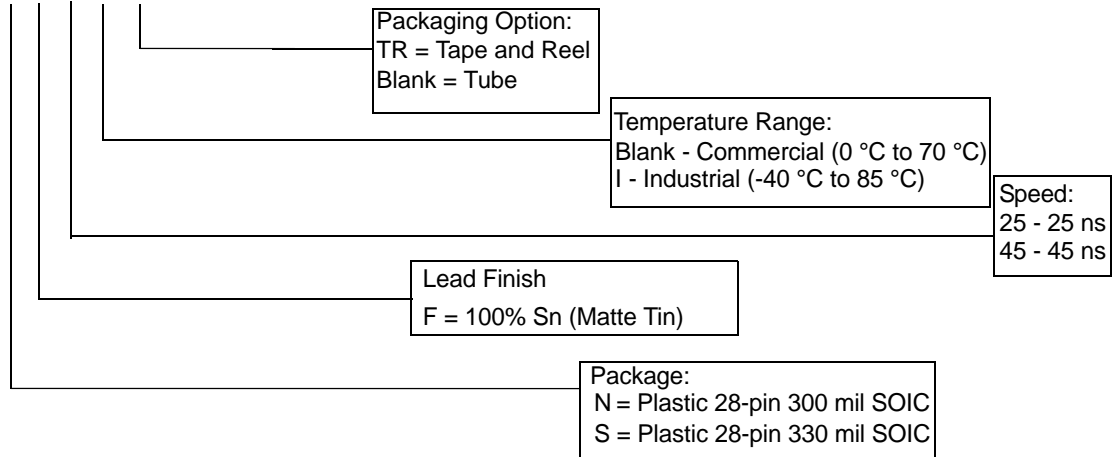 Packaging Option:
TR = Tape and Reel
Blank = Tube
Temperature Range:
Blank - Commercial (0 °C to 70 °C)
I - Industrial (-40 °C to 85 °C)
Speed:
25 - 25 ns
45 - 45 ns
Lead Finish
F = 100% Sn (Matte Tin)
Package:
N = Plastic 28-pin 300 mil SOIC
S = Plastic 28-pin 330 mil SOIC